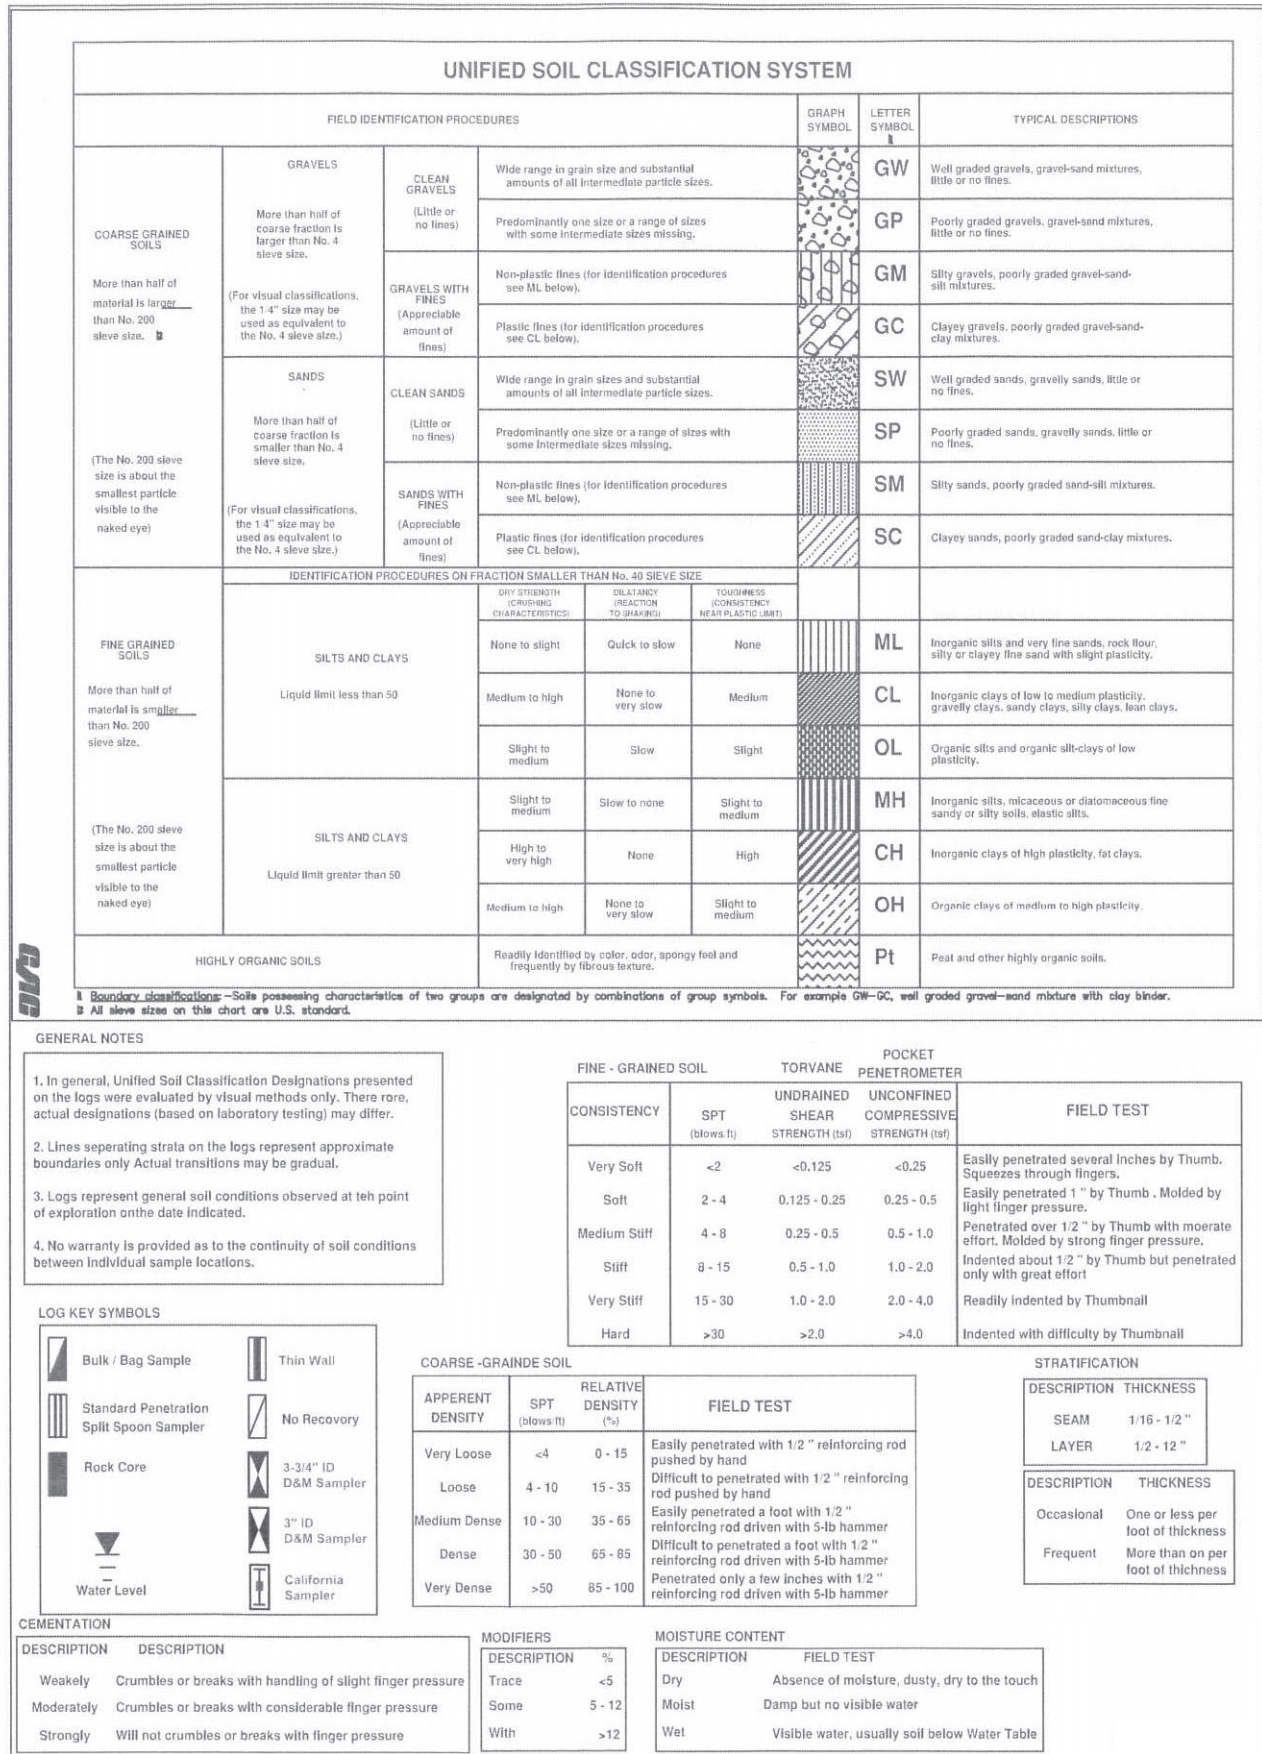 UNIFIED SOIL CLASSIFICATION SYSTEM
FIELD IDENTIFICATION PROCEDURES
GRAPH
SYMBOL
LETTER
SYMBOL
1
TYPICAL DESCRIPTIONS
COARSE GRAINED
SOILS
More than half of
material is larger
than No. 200
sieve size. 2
(The No. 200 sieve
size is about the
smallest particle
visible to the
naked eye)
GRAVELS
More than half of
coarse fraction is
larger than No. 4
sieve size.
(For visual classifications,
the 1/4" size may be
used as equivalent to
the No. 4 sieve size.)
CLEAN
GRAVELS
(Little or
no fines)
Wide range in grain size and substantial
amounts of all intermediate particle sizes.
GW
Well graded gravels, gravel-sand mixtures,
little or no fines.
Predominantly one size or a range of sizes
with some intermediate sizes missing.
GP
Poorly graded gravels, gravel-sand mixtures,
little or no fines.
GRAVELS WITH
FINES
(Appreciable
amount of
fines)
Non-plastic fines (for identification procedures
see ML below).
GM
Silty gravels, poorly graded gravel-sand-
silt mixtures.
Plastic fines (for identification procedures
see CL below).
GC
Clayey gravels, poorly graded gravel-sand-
clay mixtures.
SANDS
More than half of
coarse fraction is
smaller than No. 4
sieve size.
(For visual classifications,
the 1/4" size may be
used as equivalent to
the No. 4 sieve size.)
CLEAN SANDS
(Little or
no fines)
Wide range in grain sizes and substantial
amounts of all intermediate particle sizes.
SW
Well graded sands, gravelly sands, little or
no fines.
Predominantly one size or a range of sizes with
some intermediate sizes missing.
SP
Poorly graded sands, gravelly sands, little or
no fines.
SANDS WITH
FINES
(Appreciable
amount of
fines)
Non-plastic fines (for identification procedures
see ML below).
SM
Silty sands, poorly graded sand-silt mixtures.
Plastic fines (for identification procedures
see CL below).
SC
Clayey sands, poorly graded sand-clay mixtures.
FINE GRAINED
SOILS
More than half of
material is smaller
than No. 200
sieve size.
(The No. 200 sieve
size is about the
smallest particle
visible to the
naked eye)
IDENTIFICATION PROCEDURES ON FRACTION SMALLER THAN No. 40 SIEVE SIZE
DRY STRENGTH
(CRUSHING
CHARACTERISTICS)
DILATANCY
(REACTION
TO SHAKING)
TOUGHNESS
(CONSISTENCY
NEAR PLASTIC LIMIT)
SILTS AND CLAYS
Liquid limit less than 50
None to slight
Quick to slow
None
ML
Inorganic silts and very fine sands, rock flour,
silty or clayey fine sand with slight plasticity.
Medium to high
None to
very slow
Medium
CL
Inorganic clays of low to medium plasticity,
gravelly clays, sandy clays, silty clays, lean clays.
Slight to
medium
Slow
Slight
OL
Organic silts and organic silt-clays of low
plasticity.
SILTS AND CLAYS
Liquid limit greater than 50
Slight to
medium
Slow to none
Slight to
medium
MH
Inorganic silts, micaceous or diatomaceous fine
sandy or silty soils, elastic silts.
High to
very high
None
High
CH
Inorganic clays of high plasticity, fat clays.
Medium to high
None to
very slow
Slight to
medium
OH
Organic clays of medium to high plasticity.
HIGHLY ORGANIC SOILS
Readily identified by color, odor, spongy feel and
frequently by fibrous texture.
Pt
Peat and other highly organic soils.
1 Boundary classifications:-Soils possessing characteristics of two groups are designated by combinations of group symbols. For example GW-GC, well graded gravel-sand mixture with clay binder.
2 All sieve sizes on this chart are U.S. standard.
GENERAL NOTES
1. In general, Unified Soil Classification Designations presented
on the logs were evaluated by visual methods only. There rore,
actual designations (based on laboratory testing) may differ.
2. Lines seperating strata on the logs represent approximate
boundaries only Actual transitions may be gradual.
3. Logs represent general soil conditions observed at teh point
of exploration onthe date indicated.
4. No warranty is provided as to the continuity of soil conditions
between individual sample locations.
FINE - GRAINED SOIL
TORVANE
POCKET
PENETROMETER
CONSISTENCY
SPT
(blows/ft)
UNDRAINED
SHEAR
STRENGTH (tsf)
UNCONFINED
COMPRESSIVE
STRENGTH (tsf)
FIELD TEST
Very Soft <2 <0.125 <0.25 Easily penetrated several inches by Thumb.
Squeezes through fingers.
Soft 2 - 4 0.125 - 0.25 0.25 - 0.5 Easily penetrated 1 " by Thumb . Molded by
light finger pressure.
Medium Stiff 4 - 8 0.25 - 0.5 0.5 - 1.0 Penetrated over 1/2 " by Thumb with moerate
effort. Molded by strong finger pressure.
Stiff 8 - 15 0.5 - 1.0 1.0 - 2.0 Indented about 1/2 " by Thumb but penetrated
only with great effort
Very Stiff 15 - 30 1.0 - 2.0 2.0 - 4.0 Readily indented by Thumbnail
Hard >30 >2.0 >4.0 Indented with difficulty by Thumbnail
LOG KEY SYMBOLS
Bulk / Bag Sample
Thin Wall
Standard Penetration
Split Spoon Sampler
No Recovery
Rock Core
3-3/4" ID
D&M Sampler
3" ID
D&M Sampler
Water Level
California
Sampler
COARSE -GRAINDE SOIL
APPERENT
DENSITY
SPT
(blows/ft)
RELATIVE
DENSITY
(%)
FIELD TEST
Very Loose <4 0 - 15 Easily penetrated with 1/2 " reinforcing rod
pushed by hand
Loose 4 - 10 15 - 35 Difficult to penetrated with 1/2 " reinforcing
rod pushed by hand
Medium Dense 10 - 30 35 - 65 Easily penetrated a foot with 1/2 "
reinforcing rod driven with 5-lb hammer
Dense 30 - 50 65 - 85 Difficult to penetrated a foot with 1/2 "
reinforcing rod driven with 5-lb hammer
Very Dense >50 85 - 100 Penetrated only a few inches with 1/2 "
reinforcing rod driven with 5-lb hammer
STRATIFICATION
DESCRIPTION THICKNESS
SEAM 1/16 - 1/2 "
LAYER 1/2 - 12 "
DESCRIPTION THICKNESS
Occasional One or less per
foot of thickness
Frequent More than on per
foot of thichness
CEMENTATION
DESCRIPTION DESCRIPTION
Weakely Crumbles or breaks with handling of slight finger pressure
Moderately Crumbles or breaks with considerable finger pressure
Strongly Will not crumbles or breaks with finger pressure
MODIFIERS
DESCRIPTION %
Trace <5
Some 5 - 12
With >12
MOISTURE CONTENT
DESCRIPTION FIELD TEST
Dry Absence of moisture, dusty, dry to the touch
Moist Damp but no visible water
Wet Visible water, usually soil below Water Table